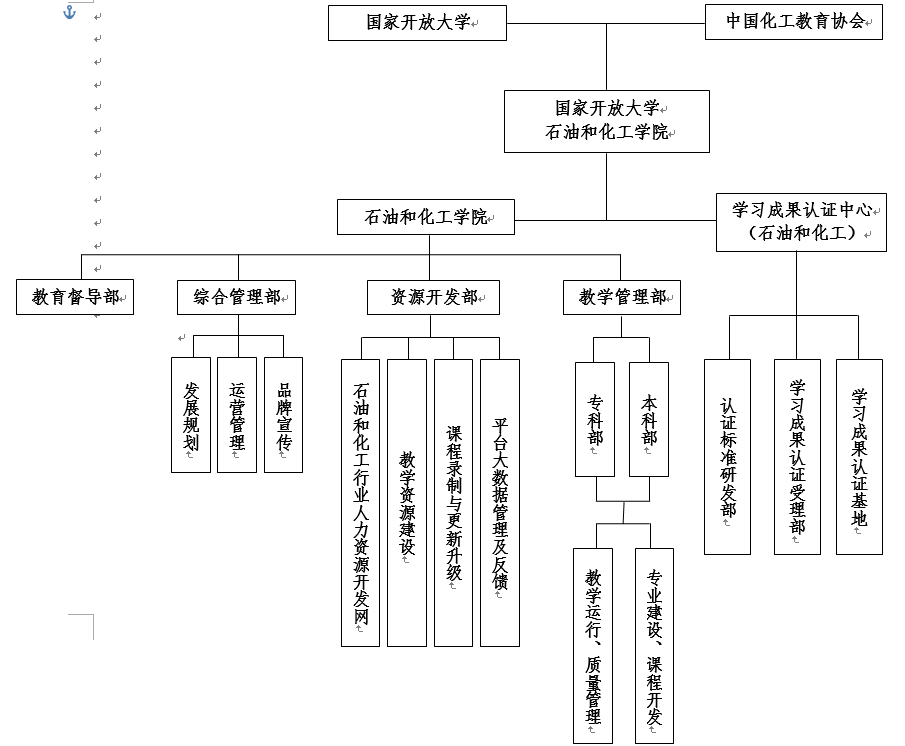 国家开放大学
中国化工教育协会
国家开放大学
石油和化工学院
石油和化工学院
学习成果认证中心
（石油和化工）
教育督导部
综合管理部
资源开发部
教学管理部
发展规划
运营管理
品牌宣传
石油和化工行业人力资源开发网
教学资源建设
课程录制与更新升级
平台大数据管理及反馈
专科部
本科部
教学运行、质量管理
专业建设、课程开发
认证标准研发部
学习成果认证受理部
学习成果认证基地